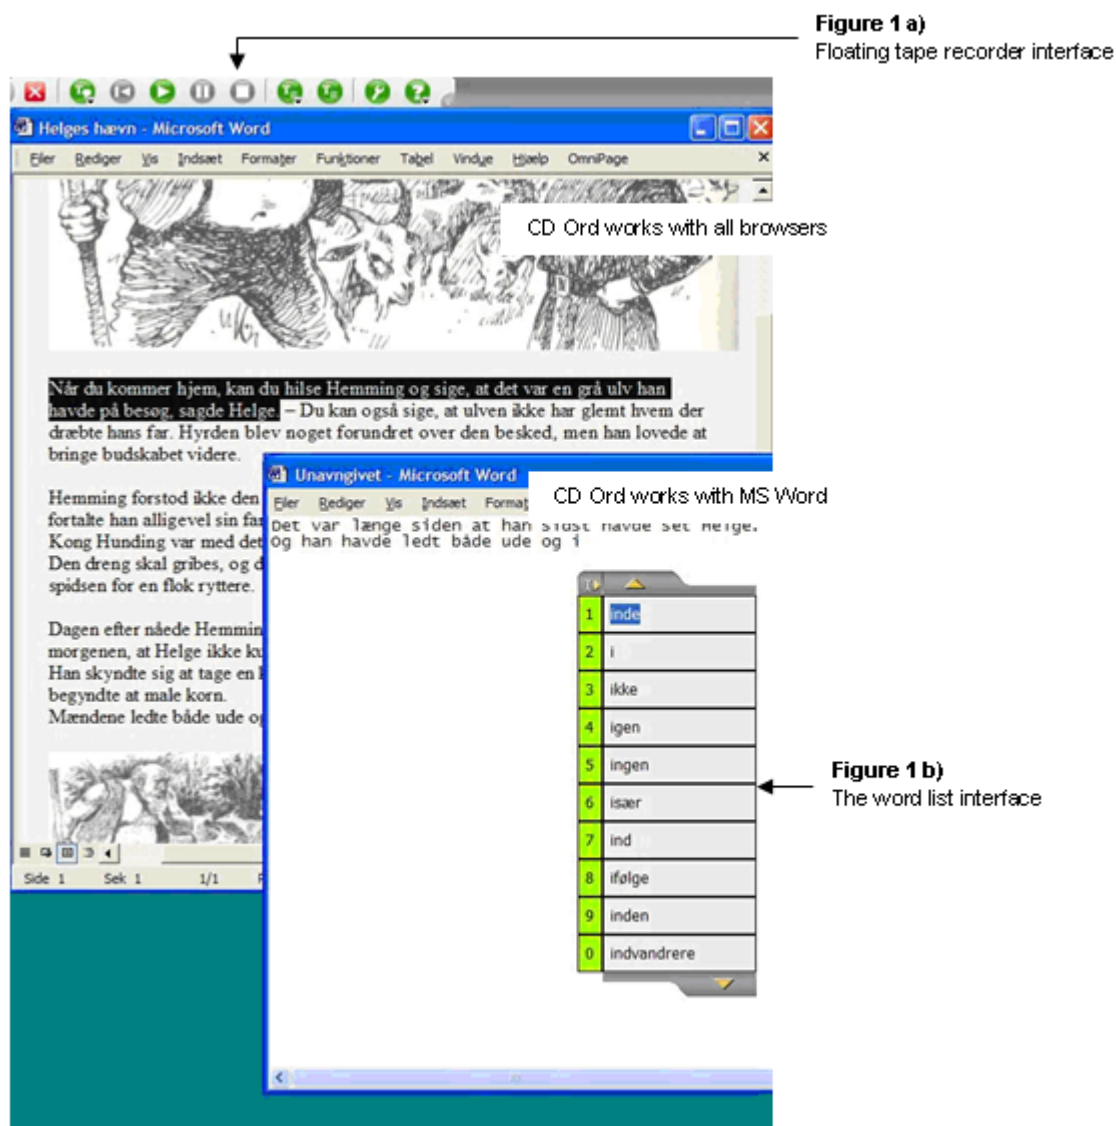 Figure 1 a)
Floating tape recorder interface
Helges hævn - Microsoft Word
Filer Rediger Vis Indsæt Formater Funktioner Tabel Vindue Hjælp OmniPage
CD Ord works with all browsers
Når du kommer hjem, kan du hilse Hemming og sige, at det var en grå ulv han
havde på besøg, sagde Helge. – Du kan også sige, at ulven ikke har glemt hvem der
dræbte hans far. Hyrden blev noget forundret over den besked, men han lovede at
bringe budskabet videre.
Hemming forstod ikke den
fortalte han alligevel sin far
Kong Hunding var med det
Den dreng skal gribes, og d
spidsen for en flok ryttere.
Dagen efter nåede Hemmin
morgenen, at Helge ikke ku
Han skyndte sig at tage en k
begyndte at male korn.
Mændene ledte både ude og
Side 1 Sek 1 1/1
Unavngivet - Microsoft Word
Filer Rediger Vis Indsæt Format
CD Ord works with MS Word
Det var længe siden at han sidst havde set Helge.
Og han havde ledt både ude og i
1 inde
2 i
3 ikke
4 igen
5 ingen
6 især
7 ind
8 ifølge
9 inden
0 indvandrere
Figure 1 b)
The word list interface